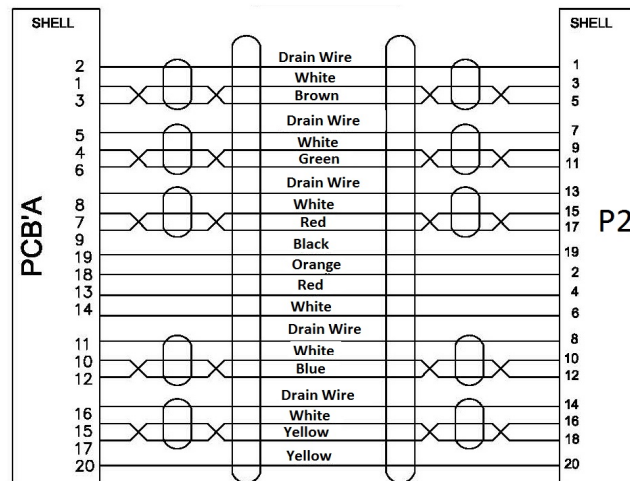 SHELL SHELL
2 Drain Wire 1
1 White 3
3 Brown 5
5 Drain Wire 7
4 White 9
6 Green 11
Drain Wire 13
8 White 15
7 Red 17
9 Black 19
19 Orange 2
18 Red 4
13 White 6
14 Drain Wire 8
11 White 10
10 Blue 12
12 Drain Wire 14
16 White 16
15 Yellow 18
17 Yellow 20
20
PCB'A
P2